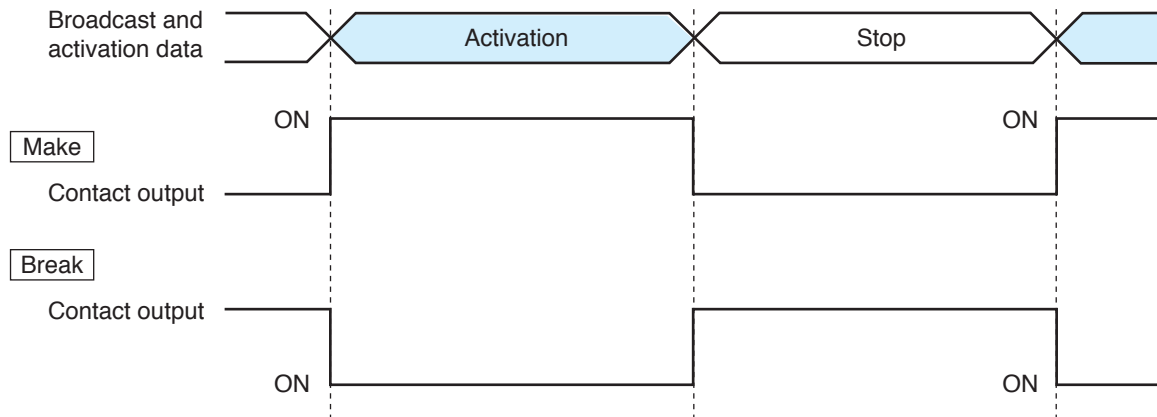 Broadcast and
activation data
Activation
Stop
ON
ON
Make
Contact output
Break
Contact output
ON
ON